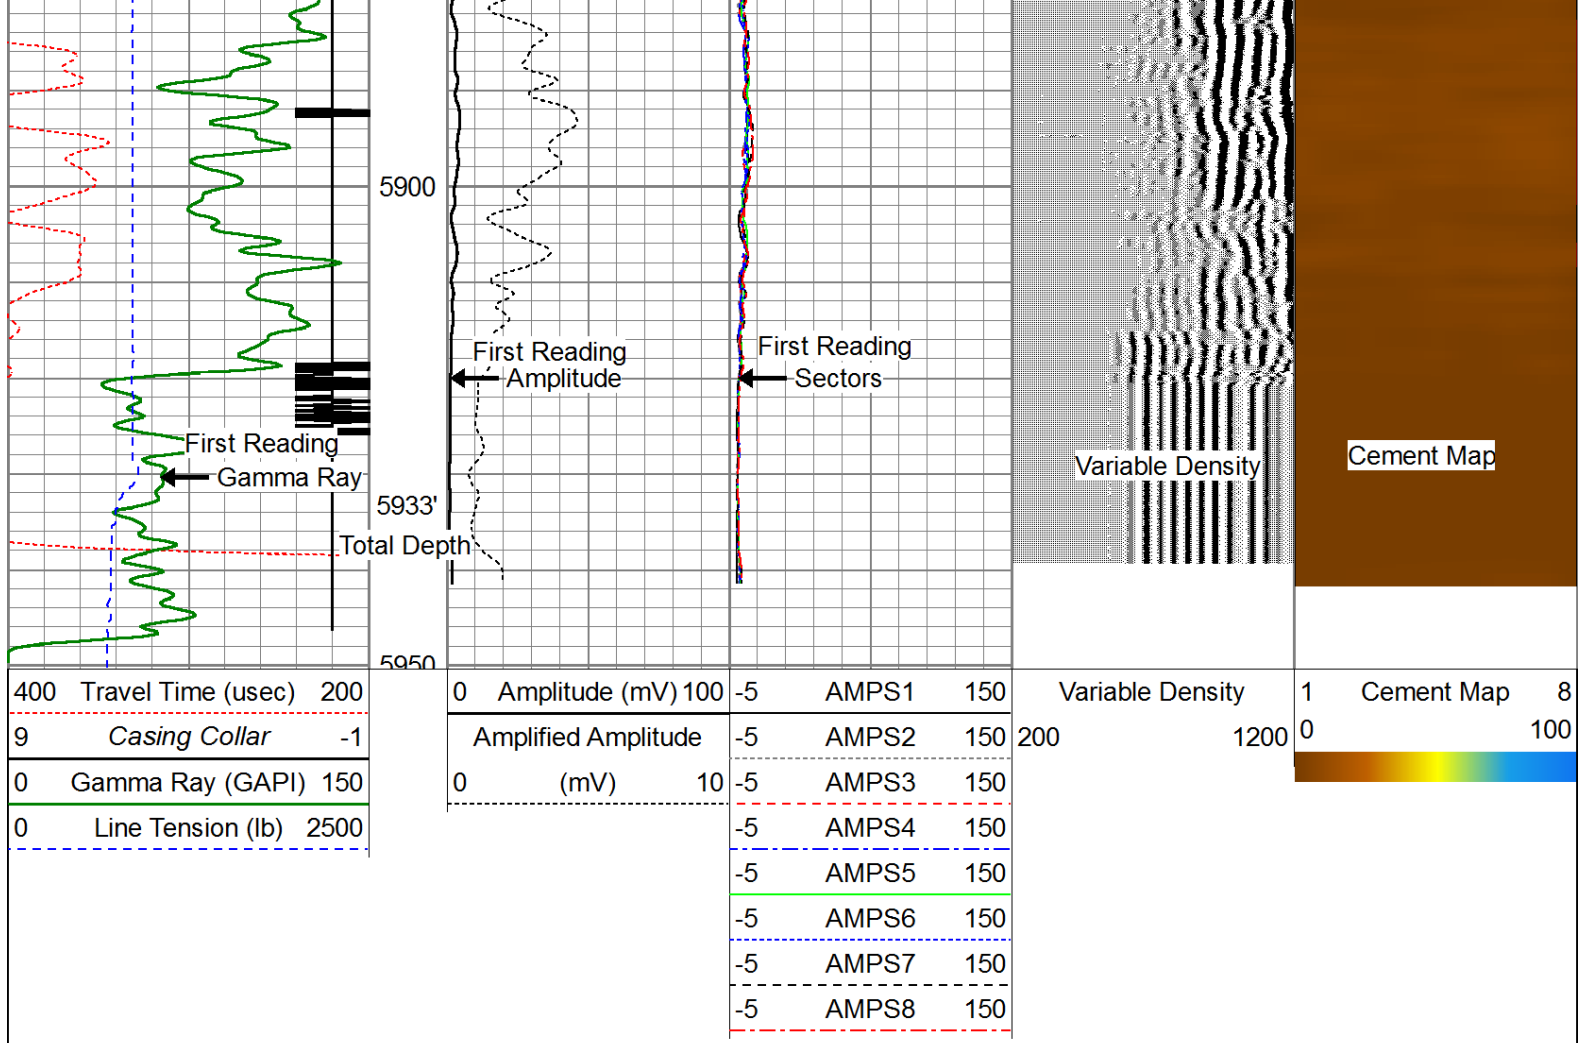 5900
First Reading
Amplitude
First Reading
Sectors
First Reading
Gamma Ray
Variable Density
Cement Map
5933'
Total Depth
5950
400 Travel Time (usec) 200
9 Casing Collar -1
0 Gamma Ray (GAPI) 150
0 Line Tension (lb) 2500
0 Amplitude (mV) 100
Amplified Amplitude
0 (mV) 10
-5 AMPS1 150
-5 AMPS2 150
-5 AMPS3 150
-5 AMPS4 150
-5 AMPS5 150
-5 AMPS6 150
-5 AMPS7 150
-5 AMPS8 150
Variable Density
200 1200
1 Cement Map 8
0 100